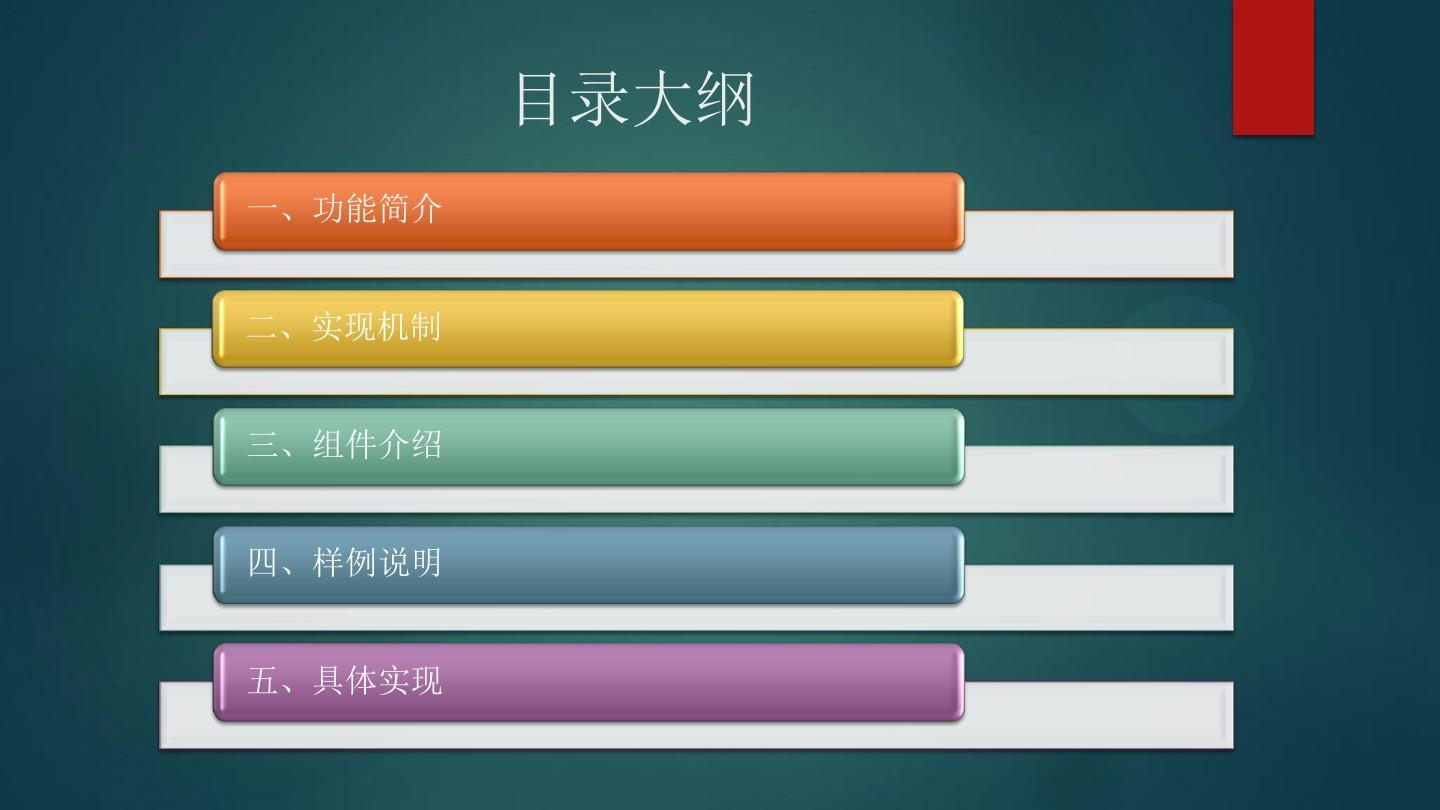 目录大纲
一、功能简介
二、实现机制
三、组件介绍
四、样例说明
五、具体实现